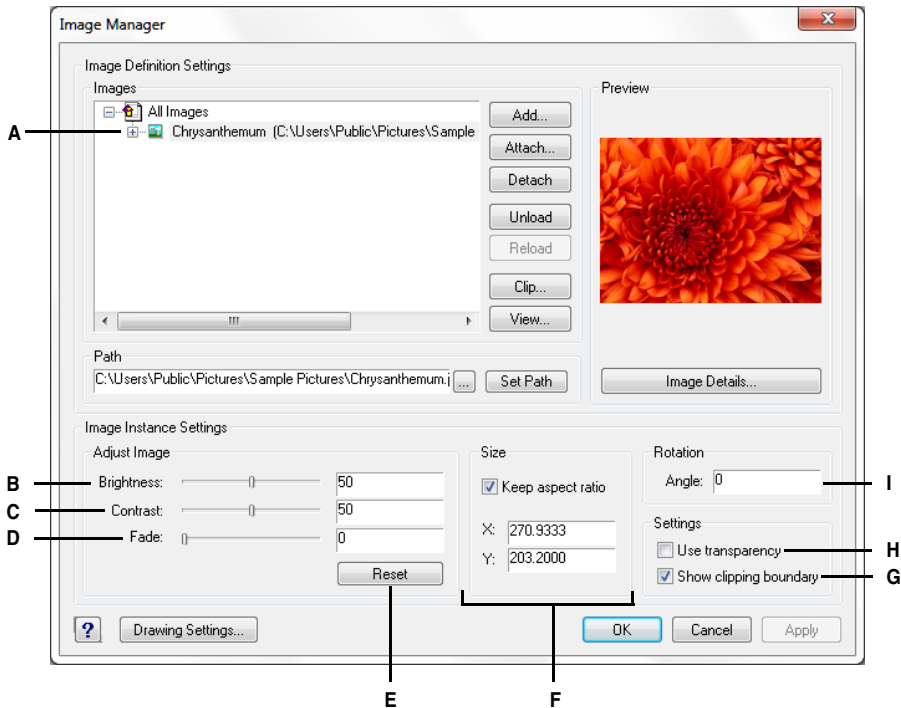 Image Manager
Image Definition Settings
Images
All Images
Chrysanthemum (C:\Users\Public\Pictures\Sample
Add...
Attach...
Detach
Unload
Reload
Clip...
View...
Preview
Path
C:\Users\Public\Pictures\Sample Pictures\Chrysanthemum.j
...
Set Path
Image Details...
Image Instance Settings
Adjust Image
Brightness: 50
Contrast: 50
Fade: 0
Reset
Size
Keep aspect ratio
X: 270.9333
Y: 203.2000
Rotation
Angle: 0
Settings
Use transparency
Show clipping boundary
?
Drawing Settings...
OK
Cancel
Apply
A
B
C
D
E
F
G
H
I